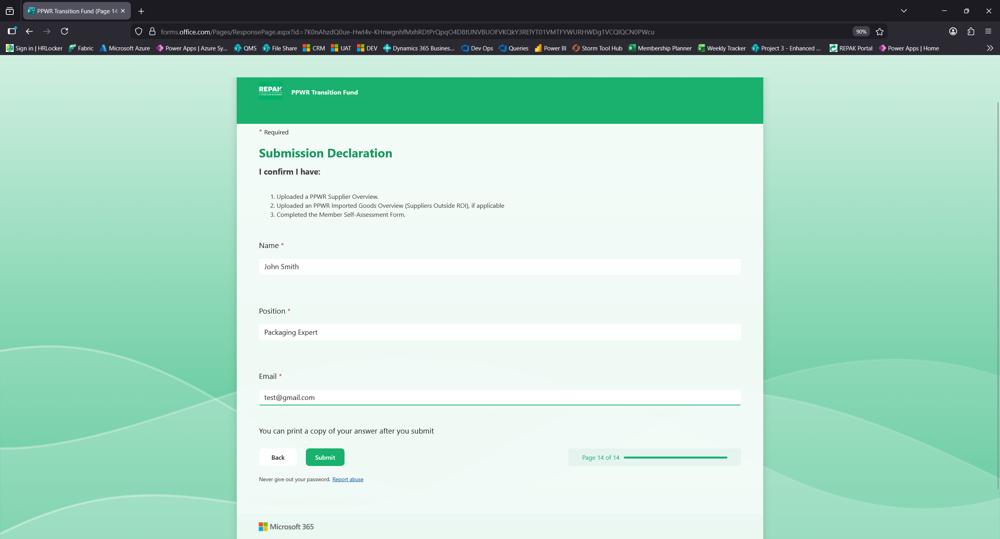 PPWR Transition Fund (Page 14
forms.office.com/Pages/ResponsePage.aspx?id=7K0nAhzdQ0ue-Hwt4v-KHnwgnhfMxhRDtPrQpqO4D8tUNVBUOFVKQkY3RElYT01VMTFYWURHWDg1VCQlQCN0PWcu
90%
Sign in | HRLocker Fabric Microsoft Azure Power Apps | Azure Sy... QMS File Share CRM UAT DEV Dynamics 365 Busines... Dev Ops Queries Power BI Storm Tool Hub Membership Planner Weekly Tracker Project 3 - Enhanced ... REPAK Portal Power Apps | Home
REPAK
PROUDLY SUPPORTING
A CIRCULAR ECONOMY
PPWR Transition Fund
* Required
Submission Declaration
I confirm I have:
1. Uploaded a PPWR Supplier Overview.
2. Uploaded an PPWR Imported Goods Overview (Suppliers Outside ROI), if applicable
3. Completed the Member Self-Assessment Form.
Name *
John Smith
Position *
Packaging Expert
Email *
test@gmail.com
You can print a copy of your answer after you submit
Back
Submit
Page 14 of 14
Never give out your password. Report abuse
Microsoft 365